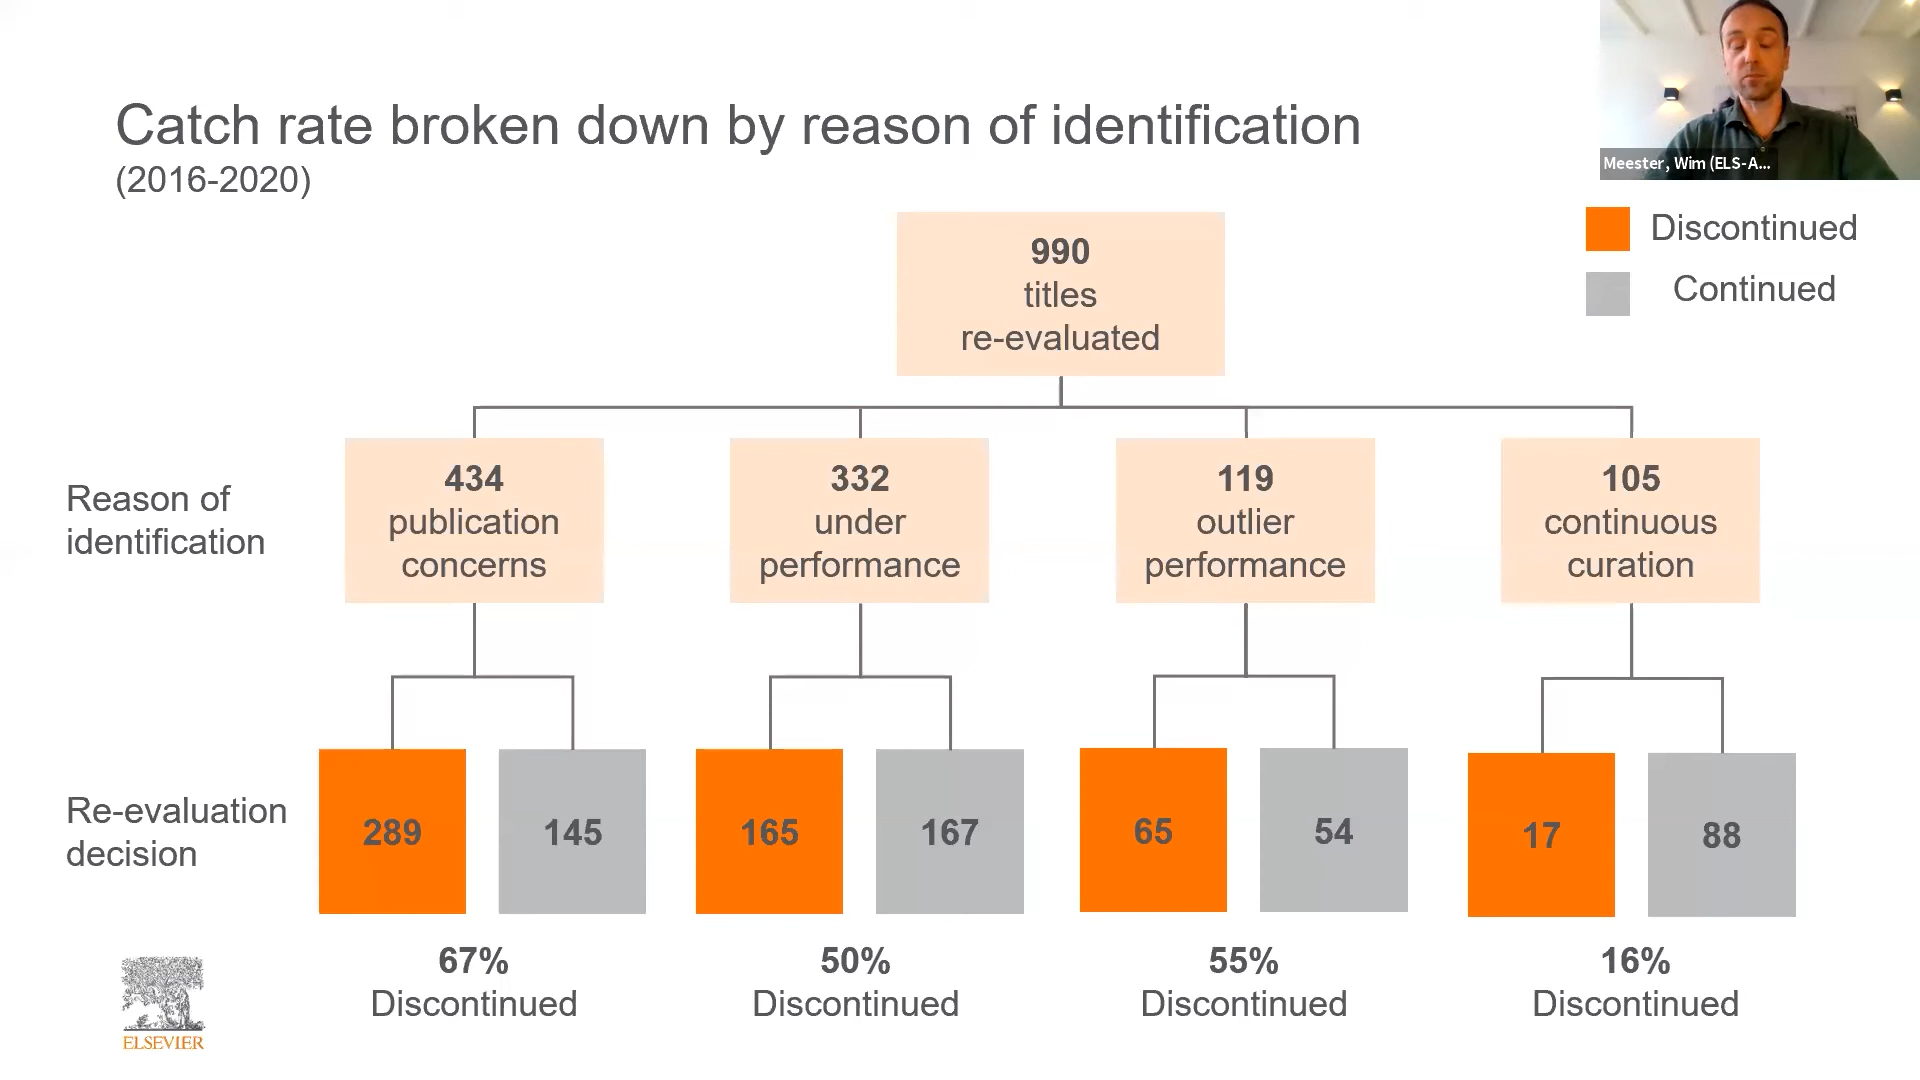 Catch rate broken down by reason of identification
(2016-2020)
Meester, Wim (ELS-A...
Discontinued
Continued
990
titles
re-evaluated
Reason of
identification
434
publication
concerns
332
under
performance
119
outlier
performance
105
continuous
curation
Re-evaluation
decision
289
145
165
167
65
54
17
88
67%
Discontinued
50%
Discontinued
55%
Discontinued
16%
Discontinued
ELSEVIER